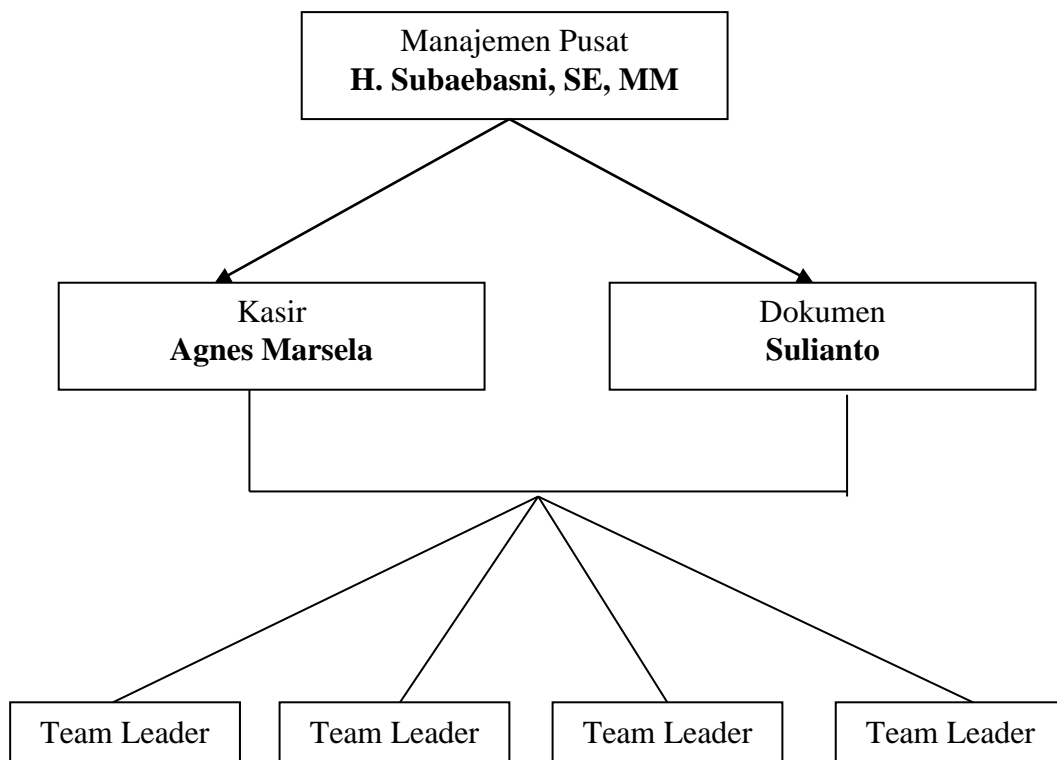 Manajemen Pusat
H. Subaebasni, SE, MM
Kasir
Agnes Marsela
Dokumen
Sulianto
Team Leader
Team Leader
Team Leader
Team Leader